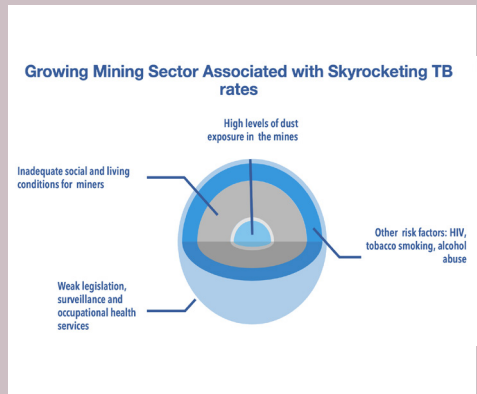 Growing Mining Sector Associated with Skyrocketing TB
rates
High levels of dust
exposure in the mines
Inadequate social and living
conditions for miners
Other risk factors: HIV,
tobacco smoking, alcohol
abuse
Weak legislation,
surveillance and
occupational health
services